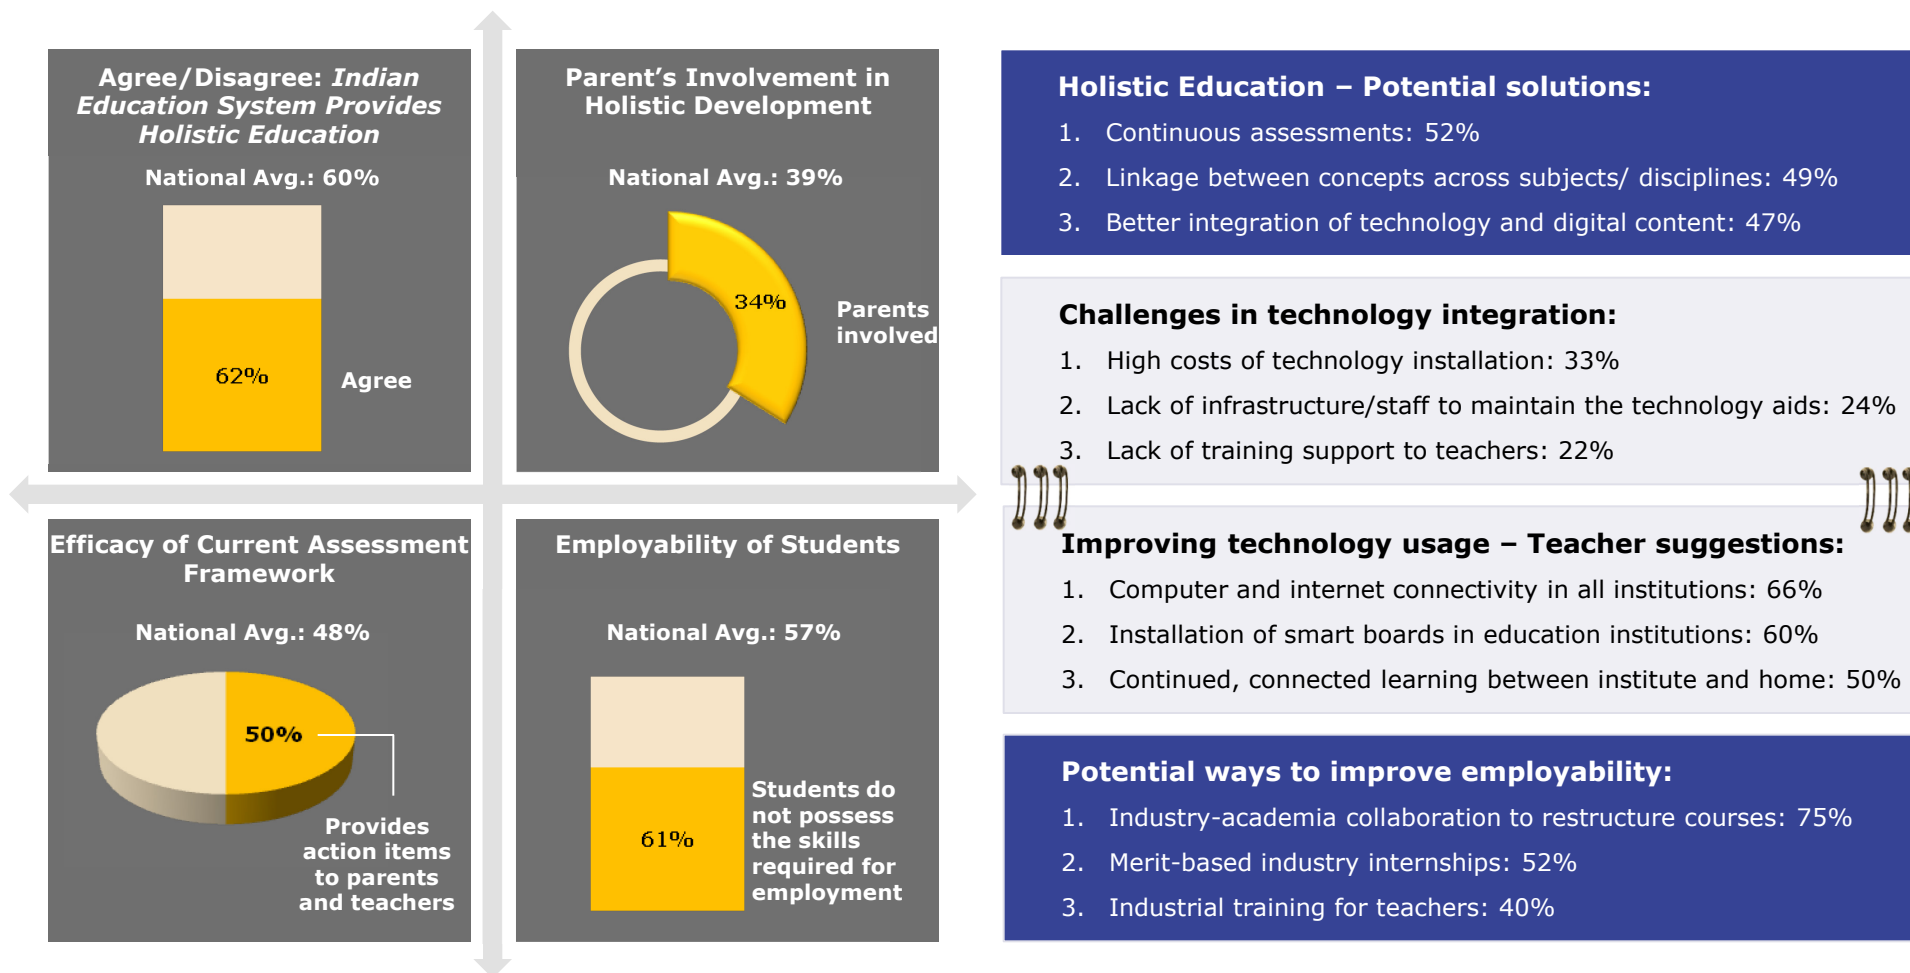 Agree/Disagree: Indian
Education System Provides
Holistic Education
National Avg.: 60%
62%
Agree
Parent’s Involvement in
Holistic Development
National Avg.: 39%
34%
Parents
involved
Efficacy of Current Assessment
Framework
National Avg.: 48%
50%
Provides
action items
to parents
and teachers
Employability of Students
National Avg.: 57%
61%
Students do
not possess
the skills
required for
employment
Holistic Education – Potential solutions:
1. Continuous assessments: 52%
2. Linkage between concepts across subjects/ disciplines: 49%
3. Better integration of technology and digital content: 47%
Challenges in technology integration:
1. High costs of technology installation: 33%
2. Lack of infrastructure/staff to maintain the technology aids: 24%
3. Lack of training support to teachers: 22%
Improving technology usage – Teacher suggestions:
1. Computer and internet connectivity in all institutions: 66%
2. Installation of smart boards in education institutions: 60%
3. Continued, connected learning between institute and home: 50%
Potential ways to improve employability:
1. Industry-academia collaboration to restructure courses: 75%
2. Merit-based industry internships: 52%
3. Industrial training for teachers: 40%